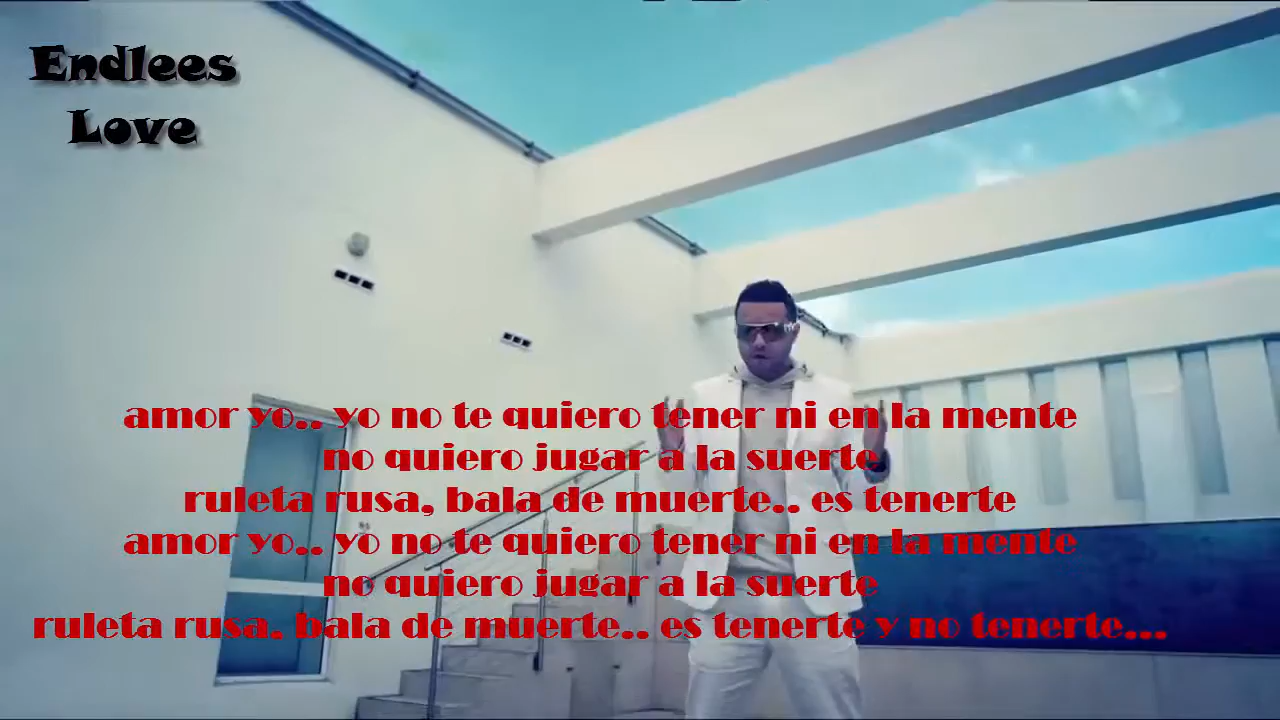 Endlees
Love
amor yo.. yo no te quiero tener ni en la mente
no quiero jugar a la suerte
ruleta rusa, bala de muerte.. es tenerte
amor yo.. yo no te quiero tener ni en la mente
no quiero jugar a la suerte
ruleta rusa, bala de muerte.. es tenerte y no tenerte...